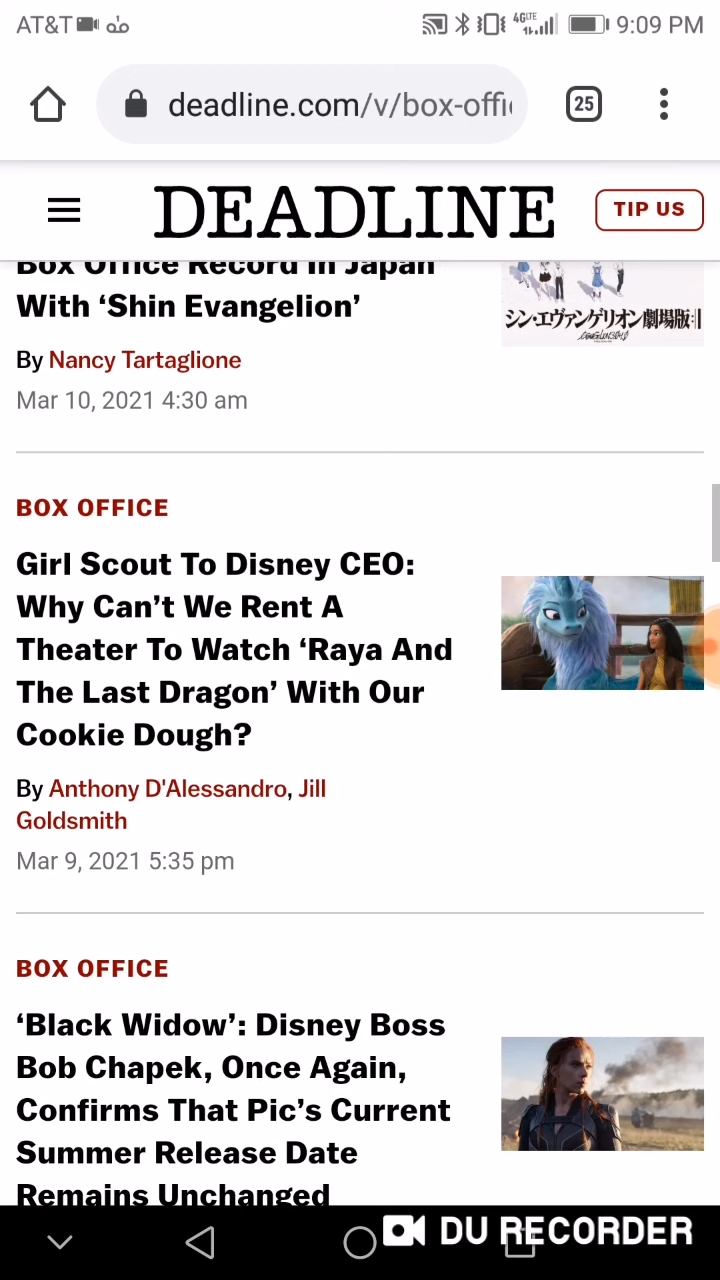 AT&T 4G LTE 9:09 PM
deadline.com/v/box-offi
25
DEADLINE
TIP US
Box Office Record In Japan
With ‘Shin Evangelion’
シン・エヴァンゲリオン劇場版:||
By Nancy Tartaglione
Mar 10, 2021 4:30 am
BOX OFFICE
Girl Scout To Disney CEO:
Why Can’t We Rent A
Theater To Watch ‘Raya And
The Last Dragon’ With Our
Cookie Dough?
By Anthony D'Alessandro, Jill
Goldsmith
Mar 9, 2021 5:35 pm
BOX OFFICE
‘Black Widow’: Disney Boss
Bob Chapek, Once Again,
Confirms That Pic’s Current
Summer Release Date
Remains Unchanged
DU RECORDER